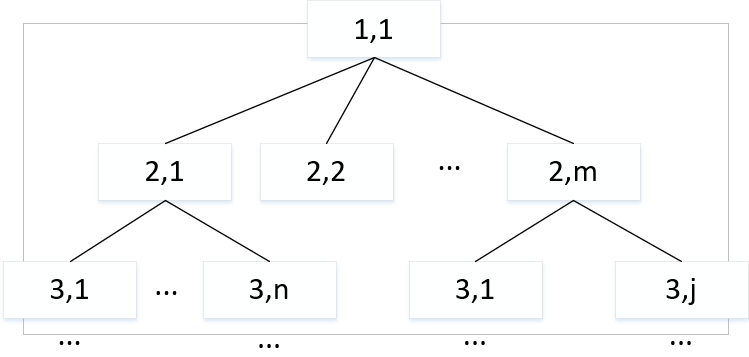 1,1
2,1 2,2 ... 2,m
3,1 ... 3,n 3,1 3,j
... ... ... ...